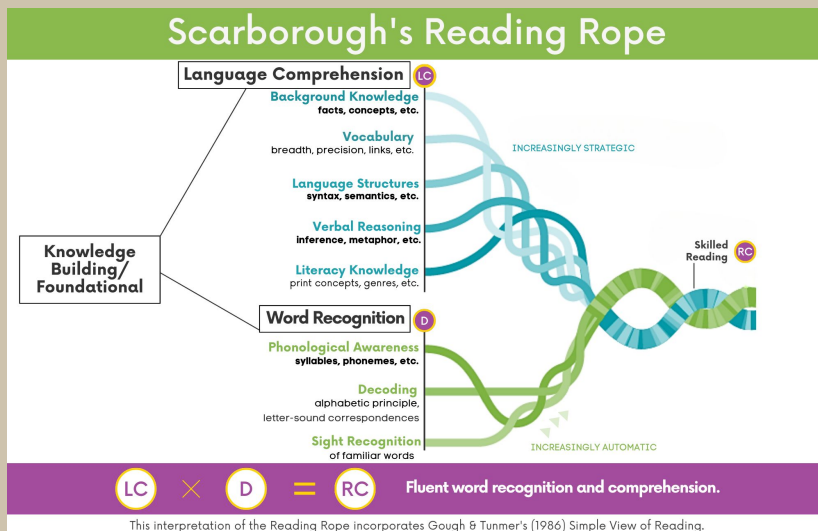 Scarborough's Reading Rope
Language Comprehension LC
Background Knowledge
facts, concepts, etc.
Vocabulary
breadth, precision, links, etc.
INCREASINGLY STRATEGIC
Language Structures
syntax, semantics, etc.
Verbal Reasoning
inference, metaphor, etc.
Literacy Knowledge
print concepts, genres, etc.
Knowledge
Building/
Foundational
Skilled
Reading
RC
Word Recognition D
Phonological Awareness
syllables, phonemes, etc.
Decoding
alphabetic principle,
letter-sound correspondences
Sight Recognition
of familiar words
INCREASINGLY AUTOMATIC
LC × D = RC Fluent word recognition and comprehension.
This interpretation of the Reading Rope incorporates Gough & Tunmer's (1986) Simple View of Reading.